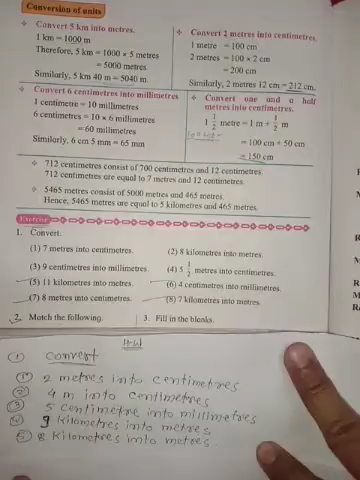 Conversion of units
Convert 5 km into metres.
1 km = 1000 m
Therefore, 5 km = 1000 × 5 metres
= 5000 metres
Similarly, 5 km 40 m = 5040 m.
Convert 2 metres into centimetres.
1 metre = 100 cm
2 metres = 100 × 2 cm
= 200 cm
Similarly, 2 metres 12 cm = 212 cm.
Convert 6 centimetres into millimetres
1 centimetre = 10 millimetres
6 centimetres = 10 × 6 millimetres
= 60 millimetres
Similarly, 6 cm 5 mm = 65 mm
Convert one and a half
metres into centimetres.
1 1/2 metre = 1 m + 1/2 m
= 100 cm + 50 cm
= 150 cm
712 centimetres consist of 700 centimetres and 12 centimetres.
712 centimetres are equal to 7 metres and 12 centimetres.
5465 metres consist of 5000 metres and 465 metres.
Hence, 5465 metres are equal to 5 kilometres and 465 metres.
Exercise
1. Convert.
(1) 7 metres into centimetres.
(2) 8 kilometres into metres.
(3) 9 centimetres into millimetres.
(4) 5 1/2 metres into centimetres.
(5) 11 kilometres into metres.
(6) 4 centimetres into millimetres.
(7) 8 metres into centimetres.
(8) 7 kilometres into metres.
2. Match the following.
3. Fill in the blanks.
H.W
① Convert
① 2 metres into centimetres
② 4 m into centimetres
③ 5 centimetre into millimetres
④ 9 kilometres into metres
⑤ 8 kilometres into metres.